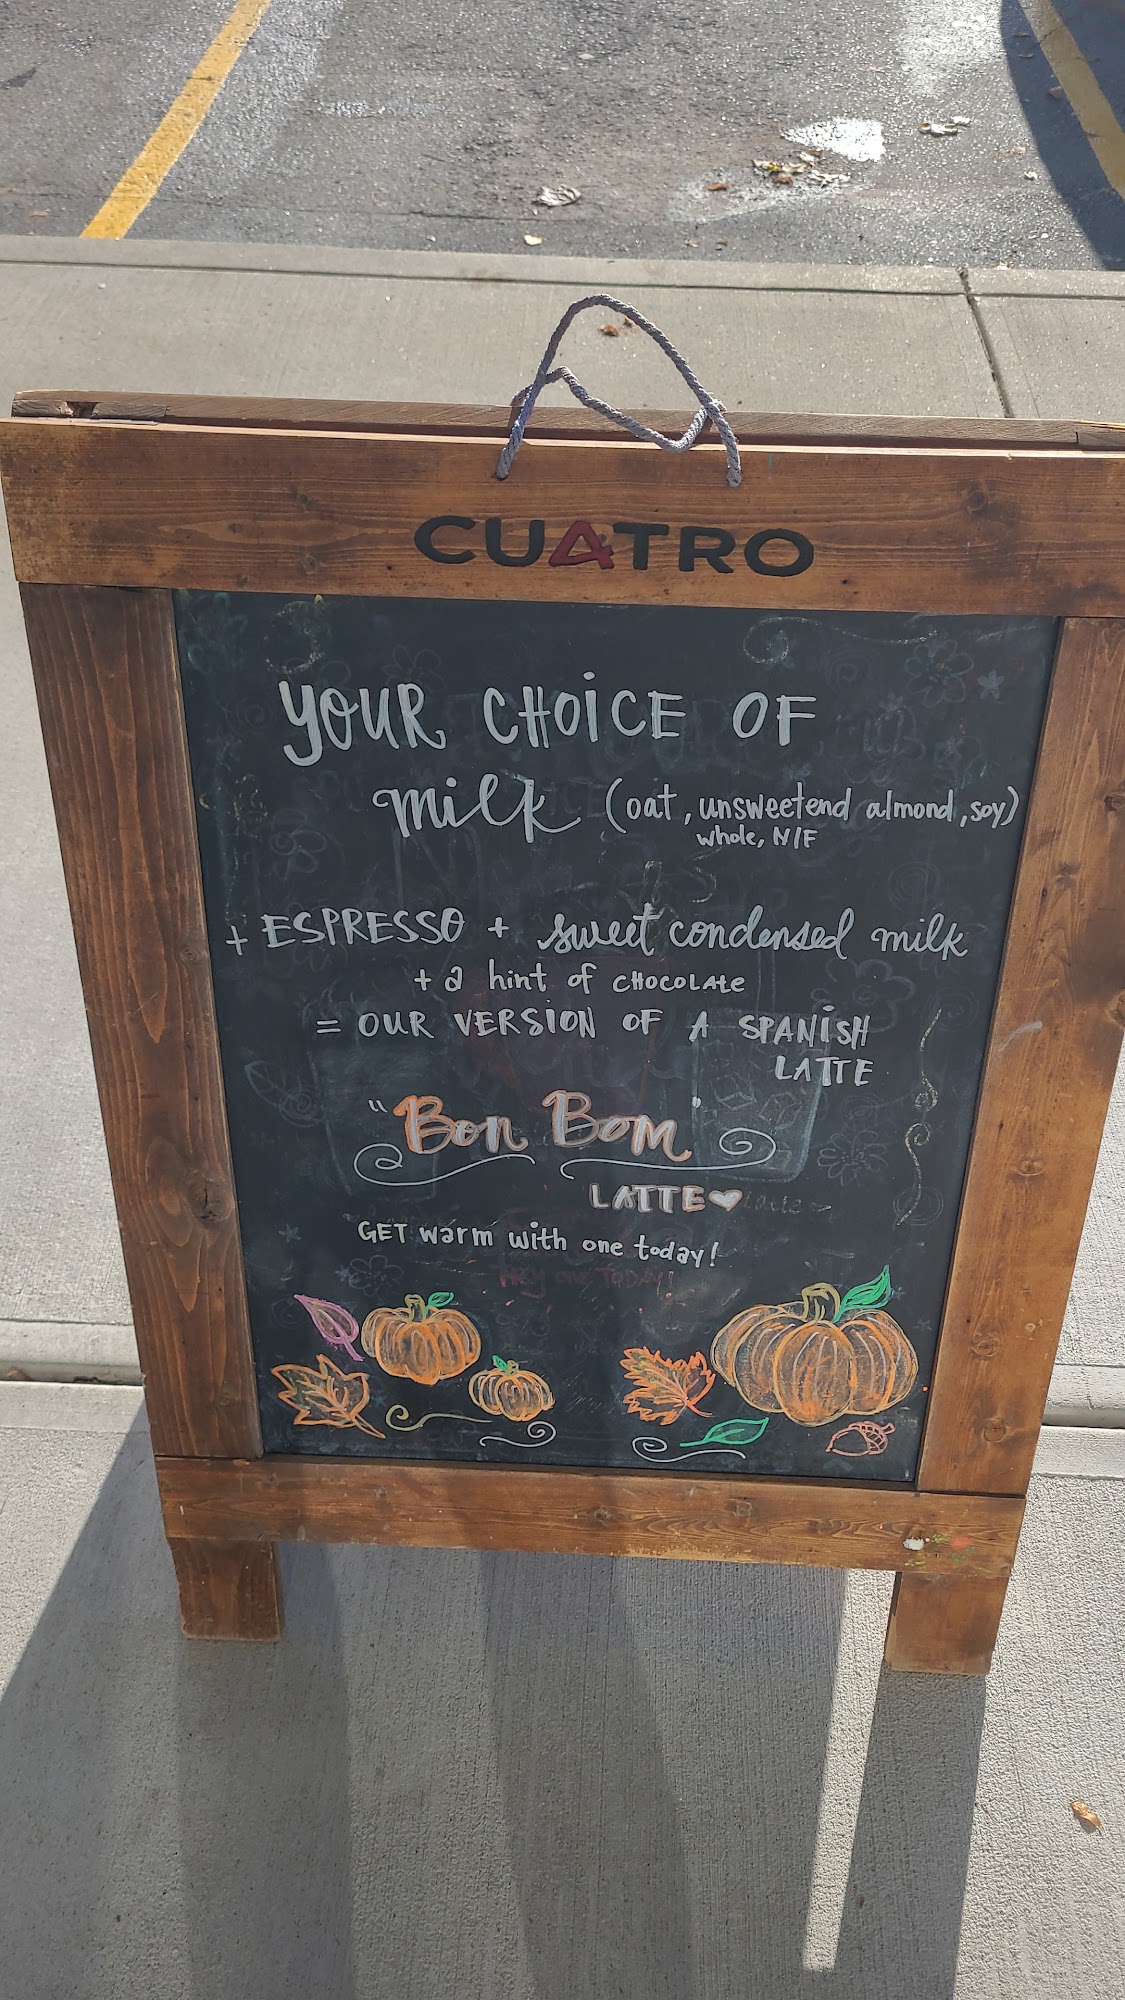 CUATRO
YOUR CHOiCE OF
milk (oat, unsweetend almond, soy)
whole, N/F
+ ESPRESSO + sweet condensed milk
+ a hint of CHOCOLATE
= OUR VERSION OF A SPANiSH
LATTE
"Bon Bom"
LATTE♥
GET warm with one today!